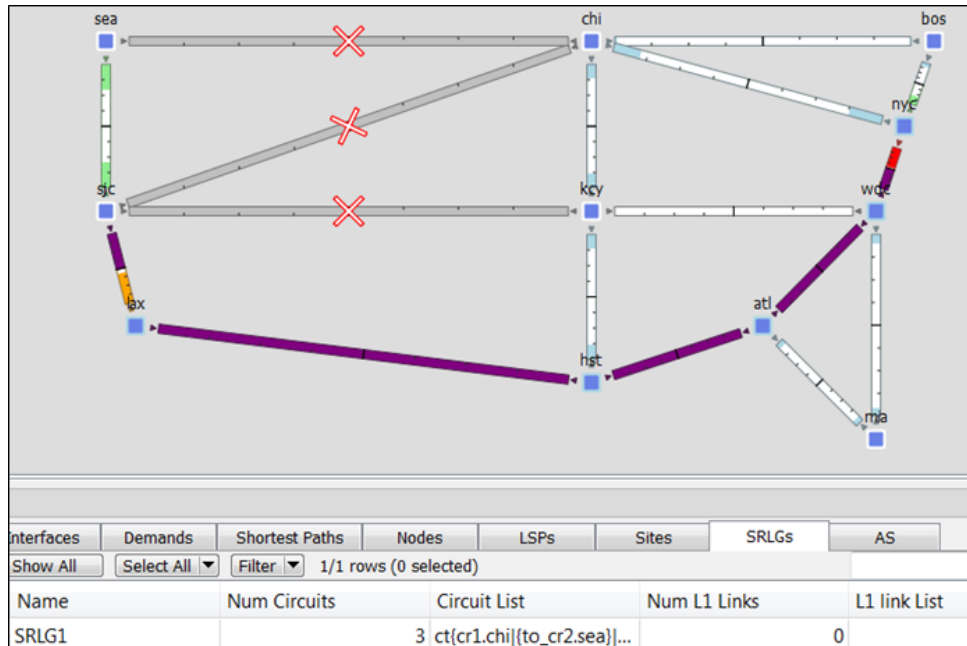 sea chi bos
nyc
sjc kcy wdc
lax atl
hst
ma
Interfaces Demands Shortest Paths Nodes LSPs Sites SRLGs AS
Show All Select All Filter 1/1 rows (0 selected)
Name Num Circuits Circuit List Num L1 Links L1 link List
SRLG1 3 ct{cr1.chi|{to_cr2.sea}|... 0